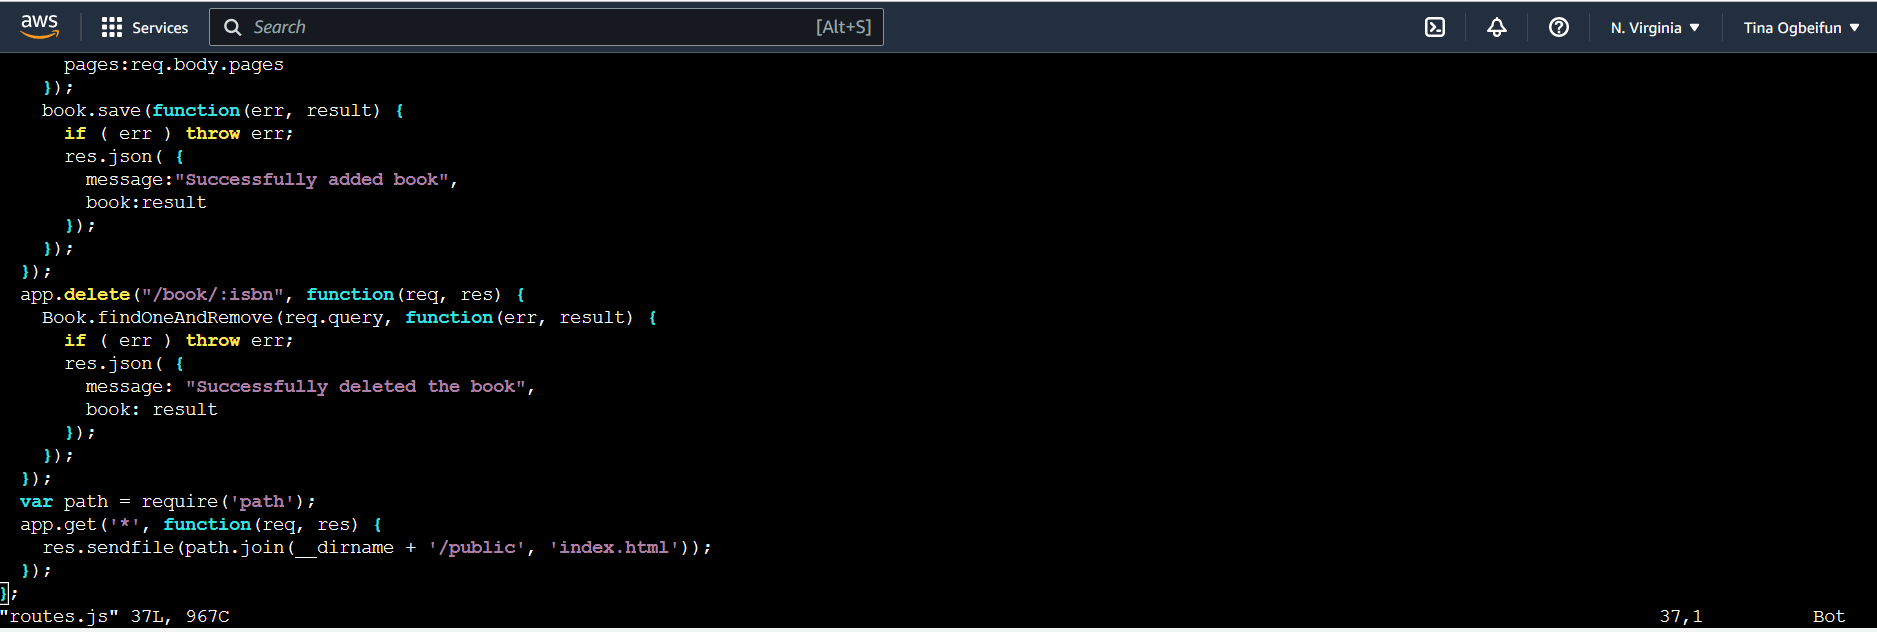 aws Services Search [Alt+S] N. Virginia ▼ Tina Ogbeifun ▼
      pages:req.body.pages
    });
    book.save(function(err, result) {
      if ( err ) throw err;
      res.json( {
        message:"Successfully added book",
        book:result
      });
    });
  });
  app.delete("/book/:isbn", function(req, res) {
    Book.findOneAndRemove(req.query, function(err, result) {
      if ( err ) throw err;
      res.json( {
        message: "Successfully deleted the book",
        book: result
      });
    });
  });
  var path = require('path');
  app.get('*', function(req, res) {
    res.sendfile(path.join(__dirname + '/public', 'index.html'));
  });
};
"routes.js" 37L, 967C 37,1 Bot